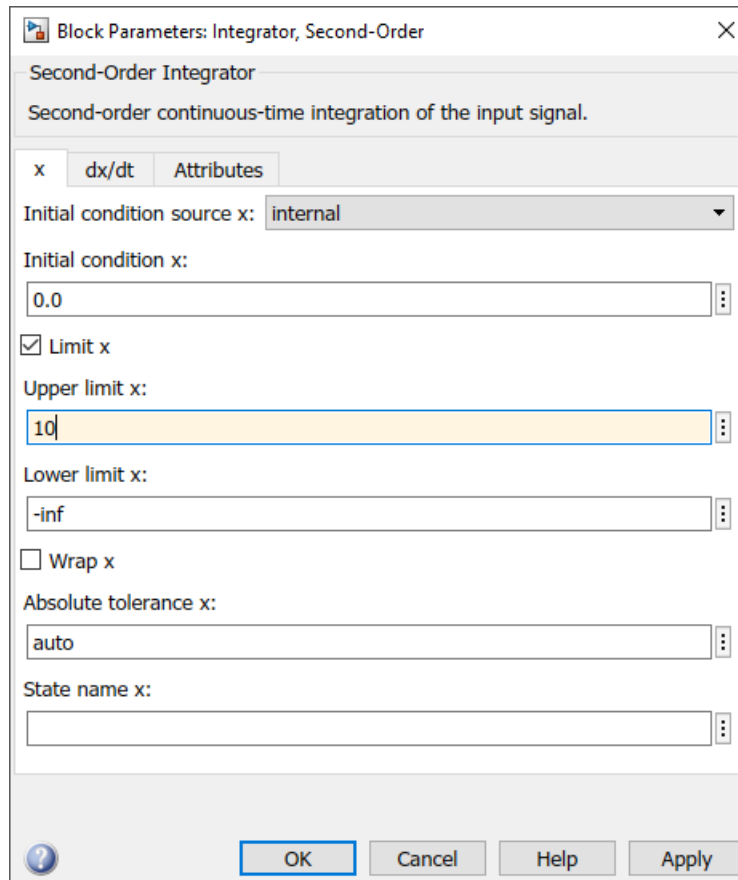 Block Parameters: Integrator, Second-Order
Second-Order Integrator
Second-order continuous-time integration of the input signal.
x dx/dt Attributes
Initial condition source x: internal
Initial condition x:
0.0
Limit x
Upper limit x:
10
Lower limit x:
-inf
Wrap x
Absolute tolerance x:
auto
State name x:
OK Cancel Help Apply